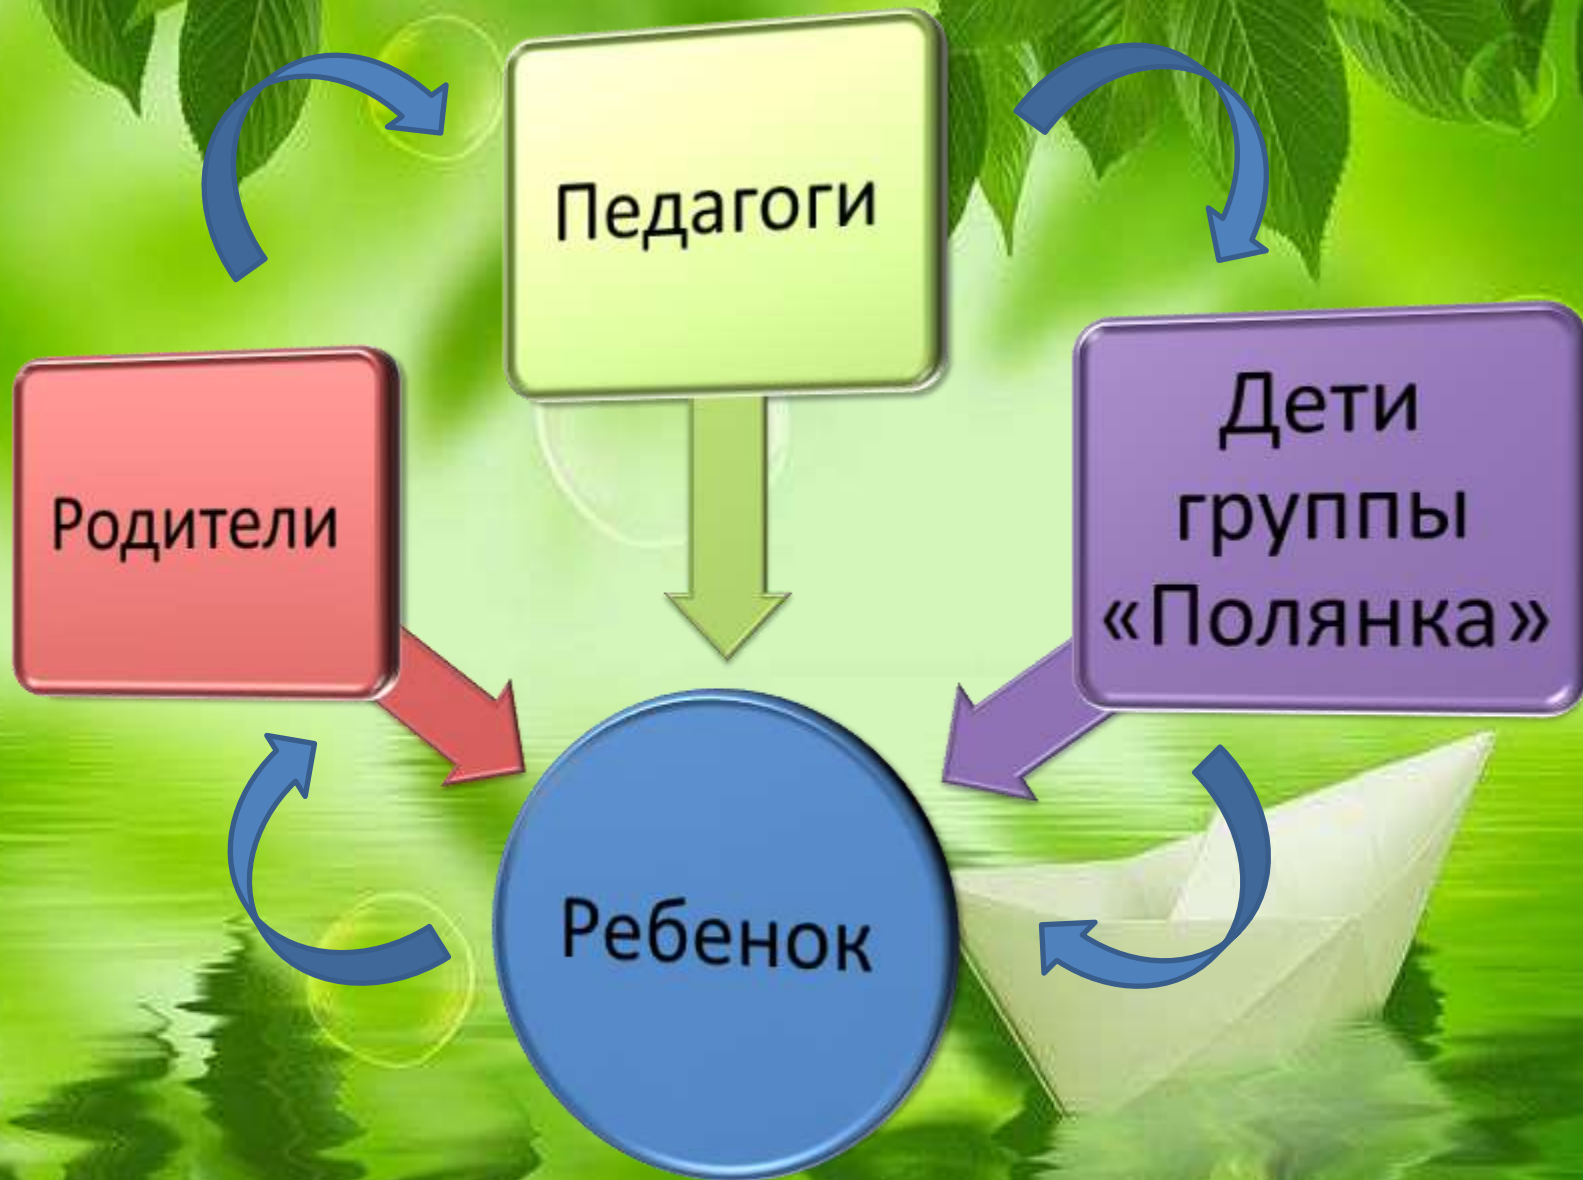 Педагоги
Родители
Дети
группы
«Полянка»
Ребенок